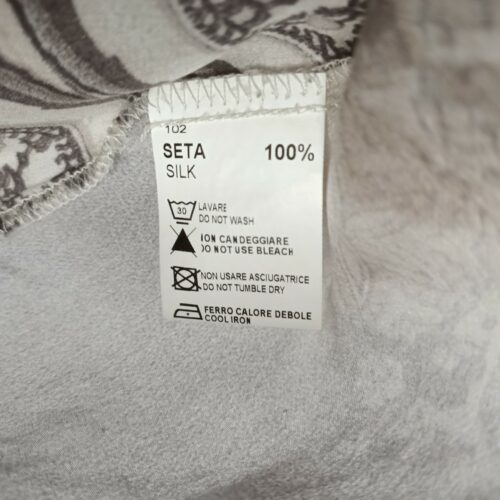 102
SETA 100%
SILK
30 LAVARE
DO NOT WASH
NON CANDEGGIARE
DO NOT USE BLEACH
NON USARE ASCIUGATRICE
DO NOT TUMBLE DRY
FERRO CALORE DEBOLE
COOL IRON